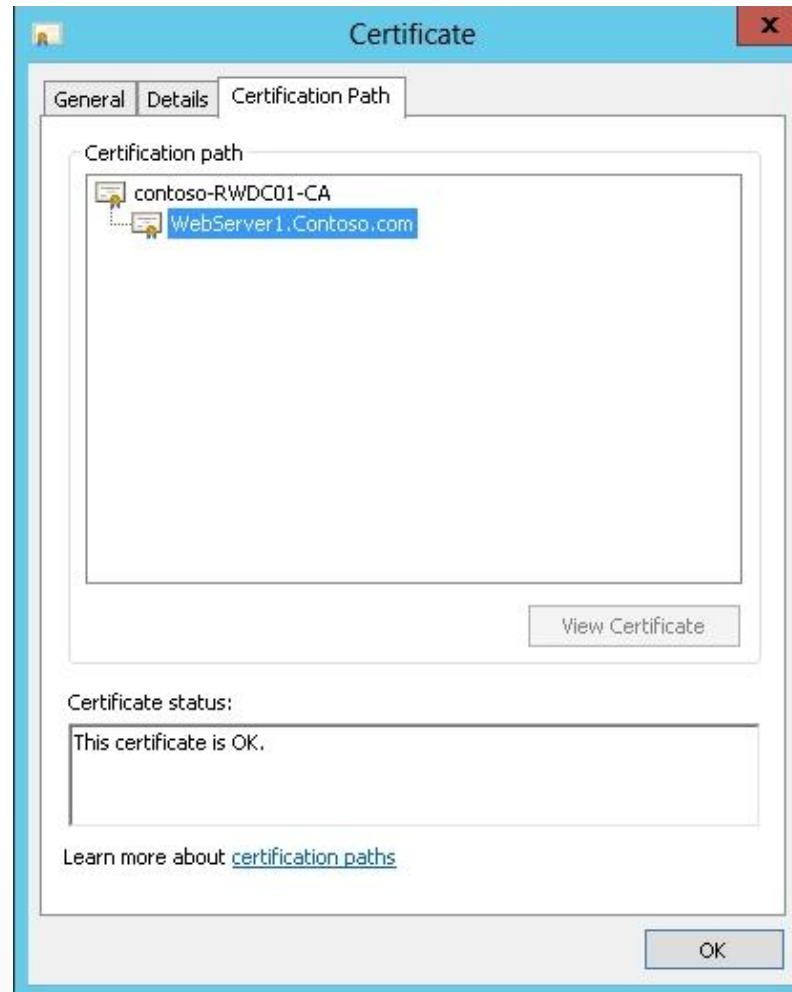 Certificate
x
General Details Certification Path
Certification path
contoso-RWDC01-CA
WebServer1.Contoso.com
View Certificate
Certificate status:
This certificate is OK.
Learn more about certification paths
OK